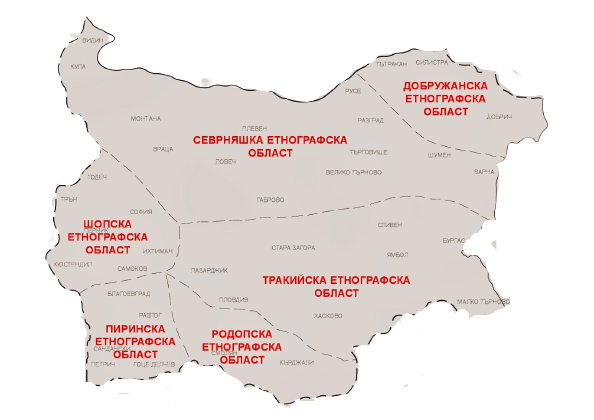 ВИДИН
КУЛА
ТЪТРАКАН
СИЛИСТРА
РУСЕ
ДОБРУЖАНСКА
ЕТНОГРАФСКА
ОБЛАСТ
МОНТАНА
РАЗГРАД
ДОБРИЧ
ПЛЕВЕН
СЕВРНЯШКА ЕТНОГРАФСКА
ОБЛАСТ
ВРАЦА
ЛОВЕЧ
ТЪРГОВИЩЕ
ШУМЕН
ВЕЛИКО ТЪРНОВО
ВАРНА
ГОДЕЧ
ТРЪН
ГАБРОВО
СОФИЯ
ШОПСКА
ЕТНОГРАФСКА
ОБЛАСТ
ИХТИМАН
КЮСТЕНДИЛ
САМОКОВ
СЛИВЕН
БУРГАС
СТАРА ЗАГОРА
ЯМБОЛ
ПАЗАРДЖИК
ТРАКИЙСКА ЕТНОГРАФСКА
ОБЛАСТ
БЛАГОЕВГРАД
ПЛОВДИВ
МАЛКО ТЪРНОВО
РАЗЛОГ
ХАСКОВО
ПИРИНСКА
ЕТНОГРАФСКА
ОБЛАСТ
РОДОПСКА
ЕТНОГРАФСКА
ОБЛАСТ
САНДАНСКИ
СМОЛЯН
ПЕТРИЧ
ГОЦЕ ДЕЛЧЕВ
КЪРДЖАЛИ